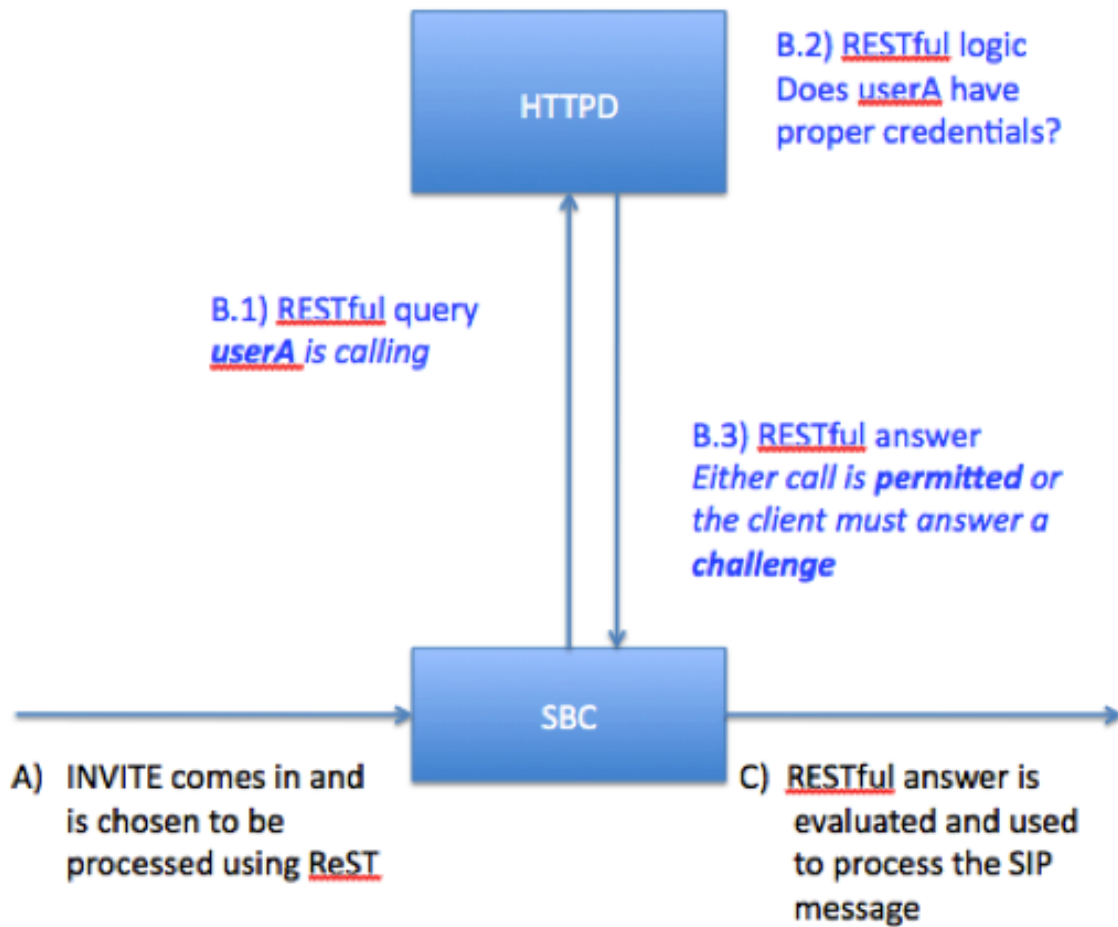 HTTPD
B.2) RESTful logic
Does userA have
proper credentials?
B.1) RESTful query
userA is calling
B.3) RESTful answer
Either call is permitted or
the client must answer a
challenge
SBC
A) INVITE comes in and
is chosen to be
processed using ReST
C) RESTful answer is
evaluated and used
to process the SIP
message